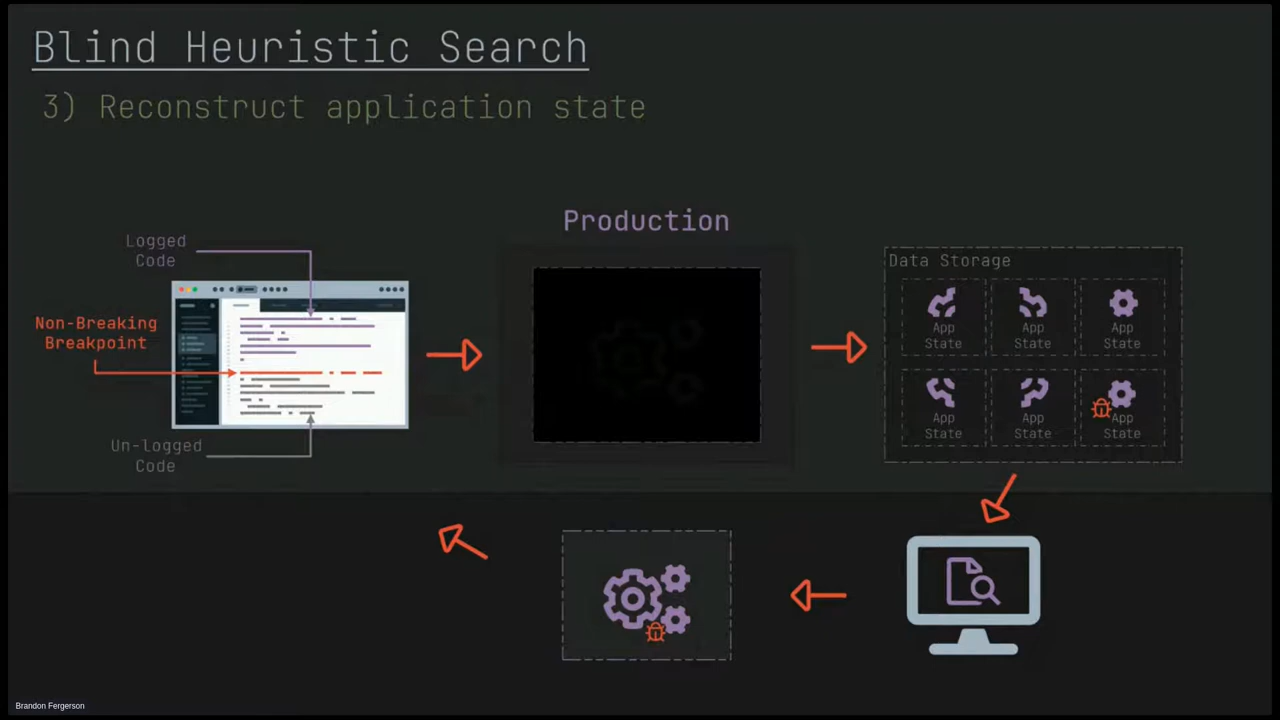 Blind Heuristic Search
3) Reconstruct application state
Production
Logged
Code
Non-Breaking
Breakpoint
Un-logged
Code
Data Storage
App
State
App
State
App
State
App
State
App
State
App
State
Brandon Fergerson